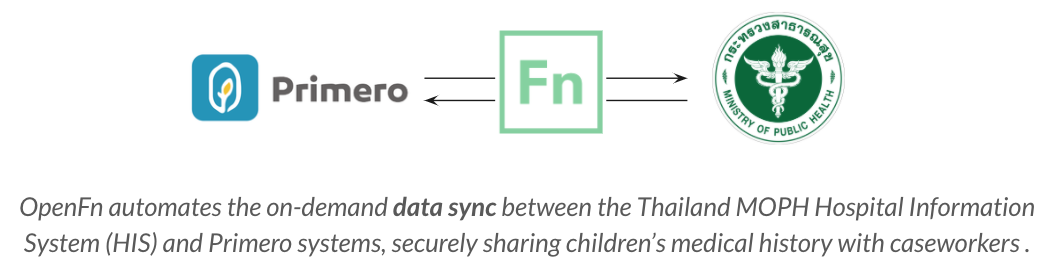 Primero
Fn
กระทรวงสาธารณสุข
MINISTRY OF PUBLIC HEALTH
OpenFn automates the on-demand data sync between the Thailand MOPH Hospital Information
System (HIS) and Primero systems, securely sharing children’s medical history with caseworkers .